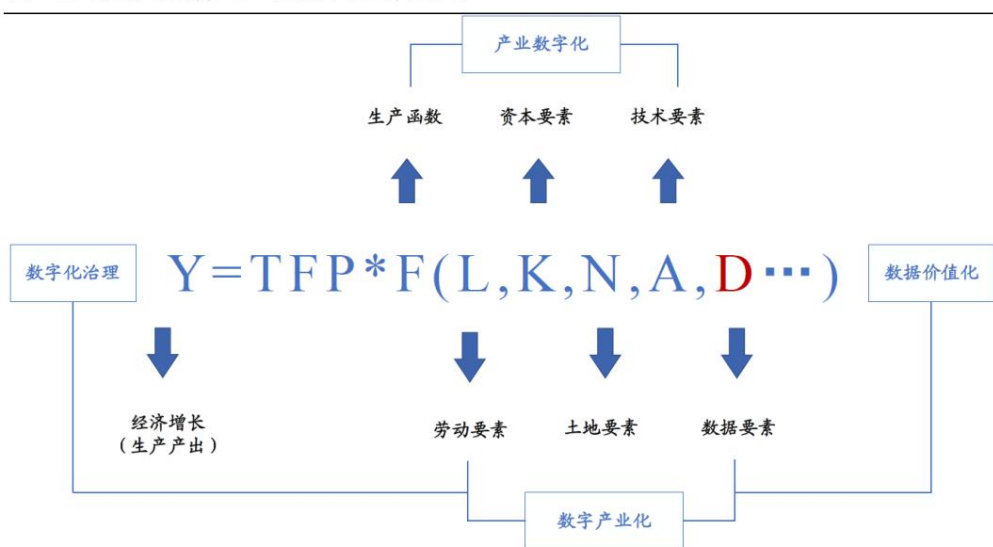 产业数字化
生产函数 资本要素 技术要素
数字化治理 Y=TFP*F(L,K,N,A,D…) 数据价值化
经济增长
(生产产出)
劳动要素 土地要素 数据要素
数字产业化